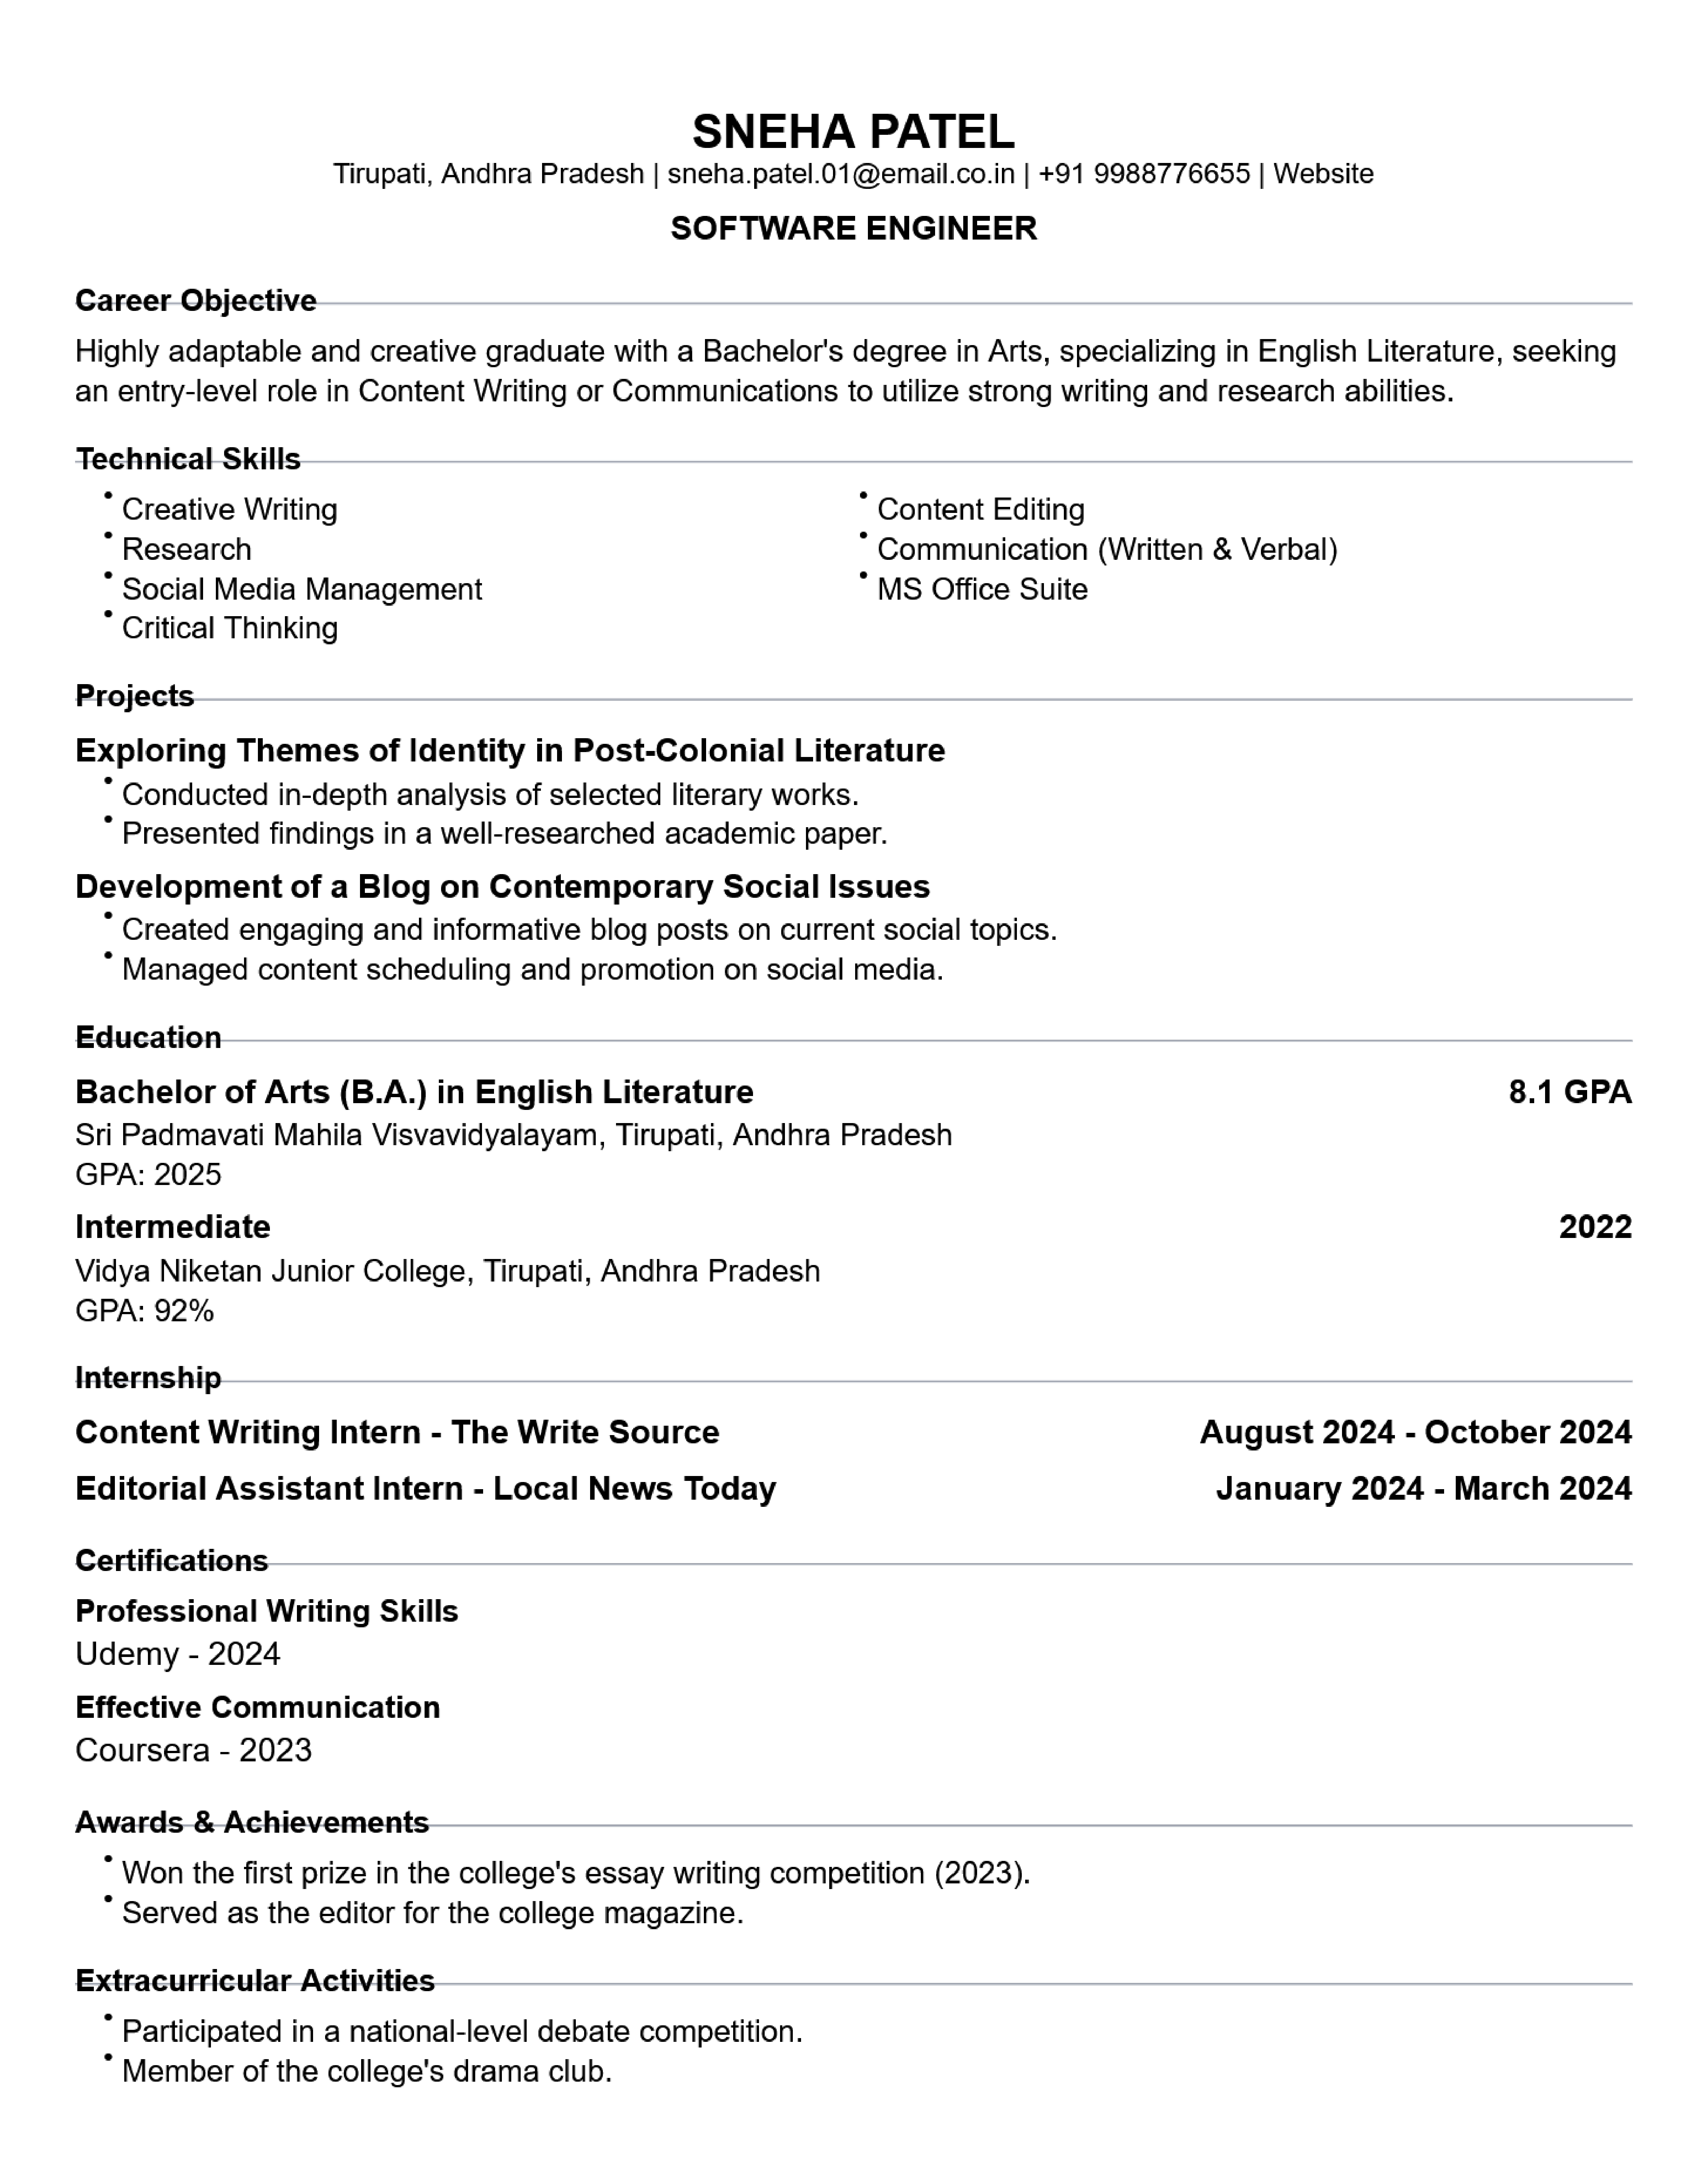 SNEHA PATEL
Tirupati, Andhra Pradesh | sneha.patel.01@email.co.in | +91 9988776655 | Website
SOFTWARE ENGINEER
Career Objective
Highly adaptable and creative graduate with a Bachelor's degree in Arts, specializing in English Literature, seeking
an entry-level role in Content Writing or Communications to utilize strong writing and research abilities.
Technical Skills
• Creative Writing
• Research
• Social Media Management
• Critical Thinking
• Content Editing
• Communication (Written & Verbal)
• MS Office Suite
Projects
Exploring Themes of Identity in Post-Colonial Literature
• Conducted in-depth analysis of selected literary works.
• Presented findings in a well-researched academic paper.
Development of a Blog on Contemporary Social Issues
• Created engaging and informative blog posts on current social topics.
• Managed content scheduling and promotion on social media.
Education
Bachelor of Arts (B.A.) in English Literature 8.1 GPA
Sri Padmavati Mahila Visvavidyalayam, Tirupati, Andhra Pradesh
GPA: 2025
Intermediate 2022
Vidya Niketan Junior College, Tirupati, Andhra Pradesh
GPA: 92%
Internship
Content Writing Intern - The Write Source August 2024 - October 2024
Editorial Assistant Intern - Local News Today January 2024 - March 2024
Certifications
Professional Writing Skills
Udemy - 2024
Effective Communication
Coursera - 2023
Awards & Achievements
• Won the first prize in the college's essay writing competition (2023).
• Served as the editor for the college magazine.
Extracurricular Activities
• Participated in a national-level debate competition.
• Member of the college's drama club.